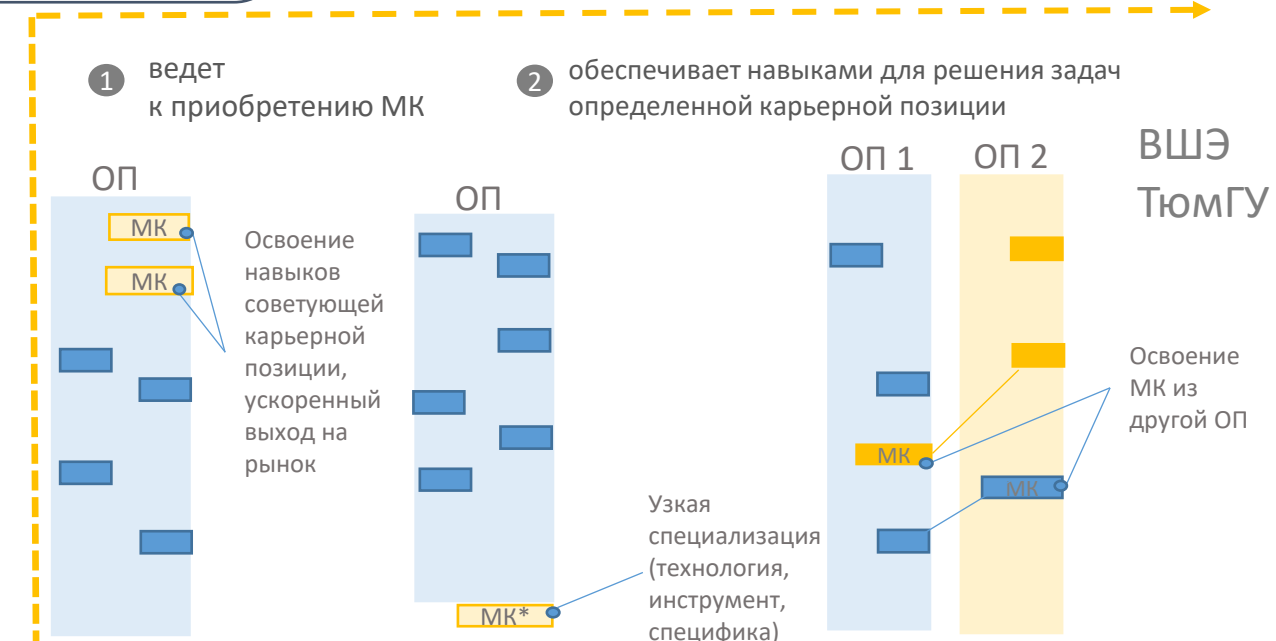 1 ведет
к приобретению МК
2 обеспечивает навыками для решения задач
определенной карьерной позиции
ВШЭ
ТюмГУ
ОП
МК
МК
Освоение
навыков
советующей
карьерной
позиции,
ускоренный
выход на
рынок
ОП
МК*
Узкая
специализация
(технология,
инструмент,
специфика)
ОП 1
ОП 2
МК
МК
Освоение
МК из
другой ОП